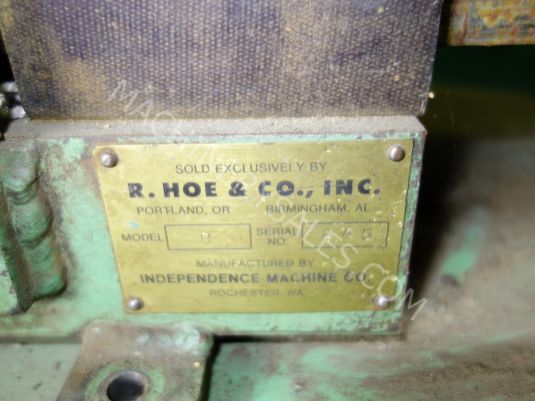 SOLD EXCLUSIVELY BY
R. HOE & CO., INC.
PORTLAND, OR BIRMINGHAM, AL
MODEL B SERIAL NO
MANUFACTURED BY
INDEPENDENCE MACHINE CO.
ROCHESTER, WA